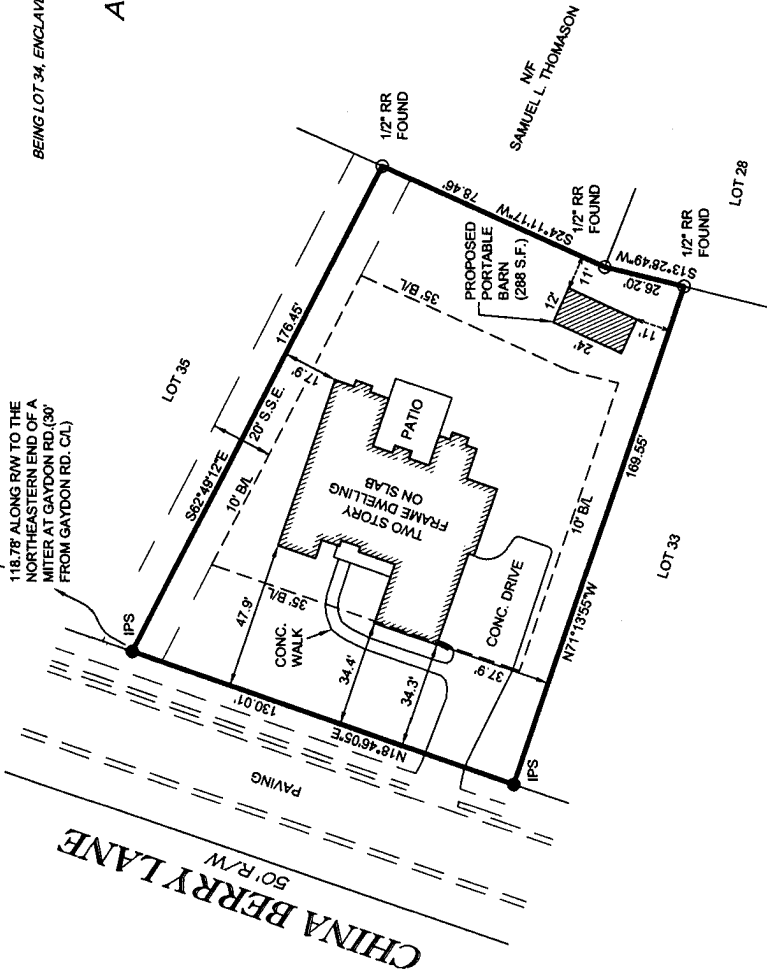 BEING LOT 34, ENCLAVE
A
118.78' ALONG R/W TO THE
NORTHEASTERN END OF A
MITER AT GAYDON RD.(30'
FROM GAYDON RD. C/L)
IPS
LOT 35
S62°49'12"E
176.45'
20' S.S.E.
10' B/L
17.9'
1/2" RR
FOUND
N/F
SAMUEL L. THOMASON
78.46'
S24°11'17"W
1/2" RR
FOUND
S13°28'49"W
26.20'
1/2" RR
FOUND
LOT 28
PROPOSED
PORTABLE
BARN
(288 S.F.)
12'
11'
24'
11'
35' B/L
PATIO
TWO STORY
FRAME DWELLING
ON SLAB
47.9'
35' B/L
CONC.
WALK
34.4'
34.3'
37.9'
CONC. DRIVE
10' B/L
169.55'
N71°13'55"W
LOT 33
130.01'
N18°46'05"E
IPS
PAVING
50' R/W
CHINA BERRY LANE